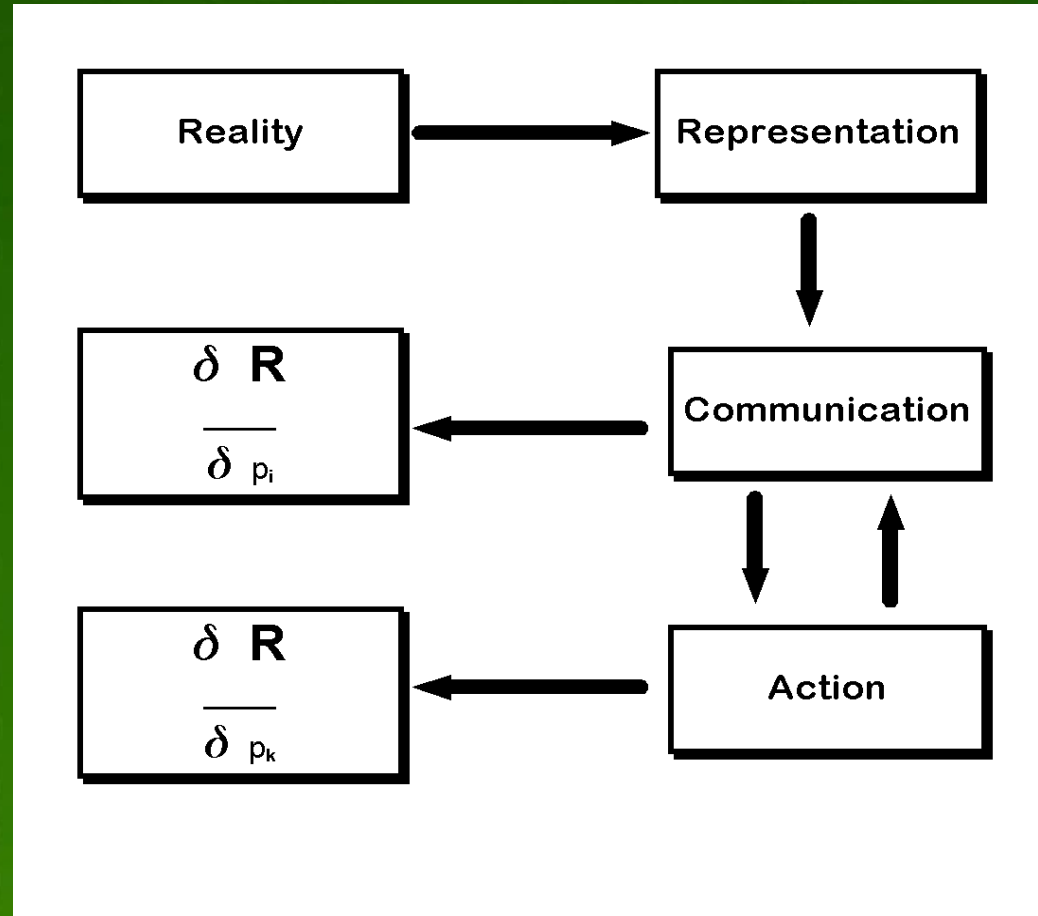 Reality
Representation
δ R
δ pᵢ
Communication
δ R
δ pₖ
Action